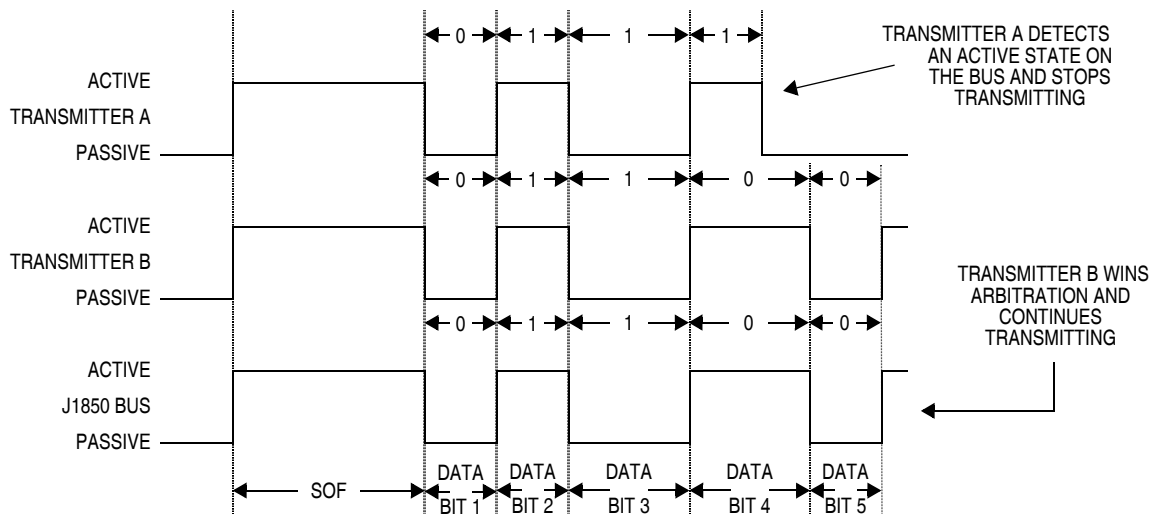 0 1 1 1
TRANSMITTER A DETECTS
AN ACTIVE STATE ON
THE BUS AND STOPS
TRANSMITTING
ACTIVE
TRANSMITTER A
PASSIVE
0 1 1 0 0
ACTIVE
TRANSMITTER B
PASSIVE
TRANSMITTER B WINS
ARBITRATION AND
CONTINUES
TRANSMITTING
0 1 1 0 0
ACTIVE
J1850 BUS
PASSIVE
SOF
DATA
BIT 1
DATA
BIT 2
DATA
BIT 3
DATA
BIT 4
DATA
BIT 5